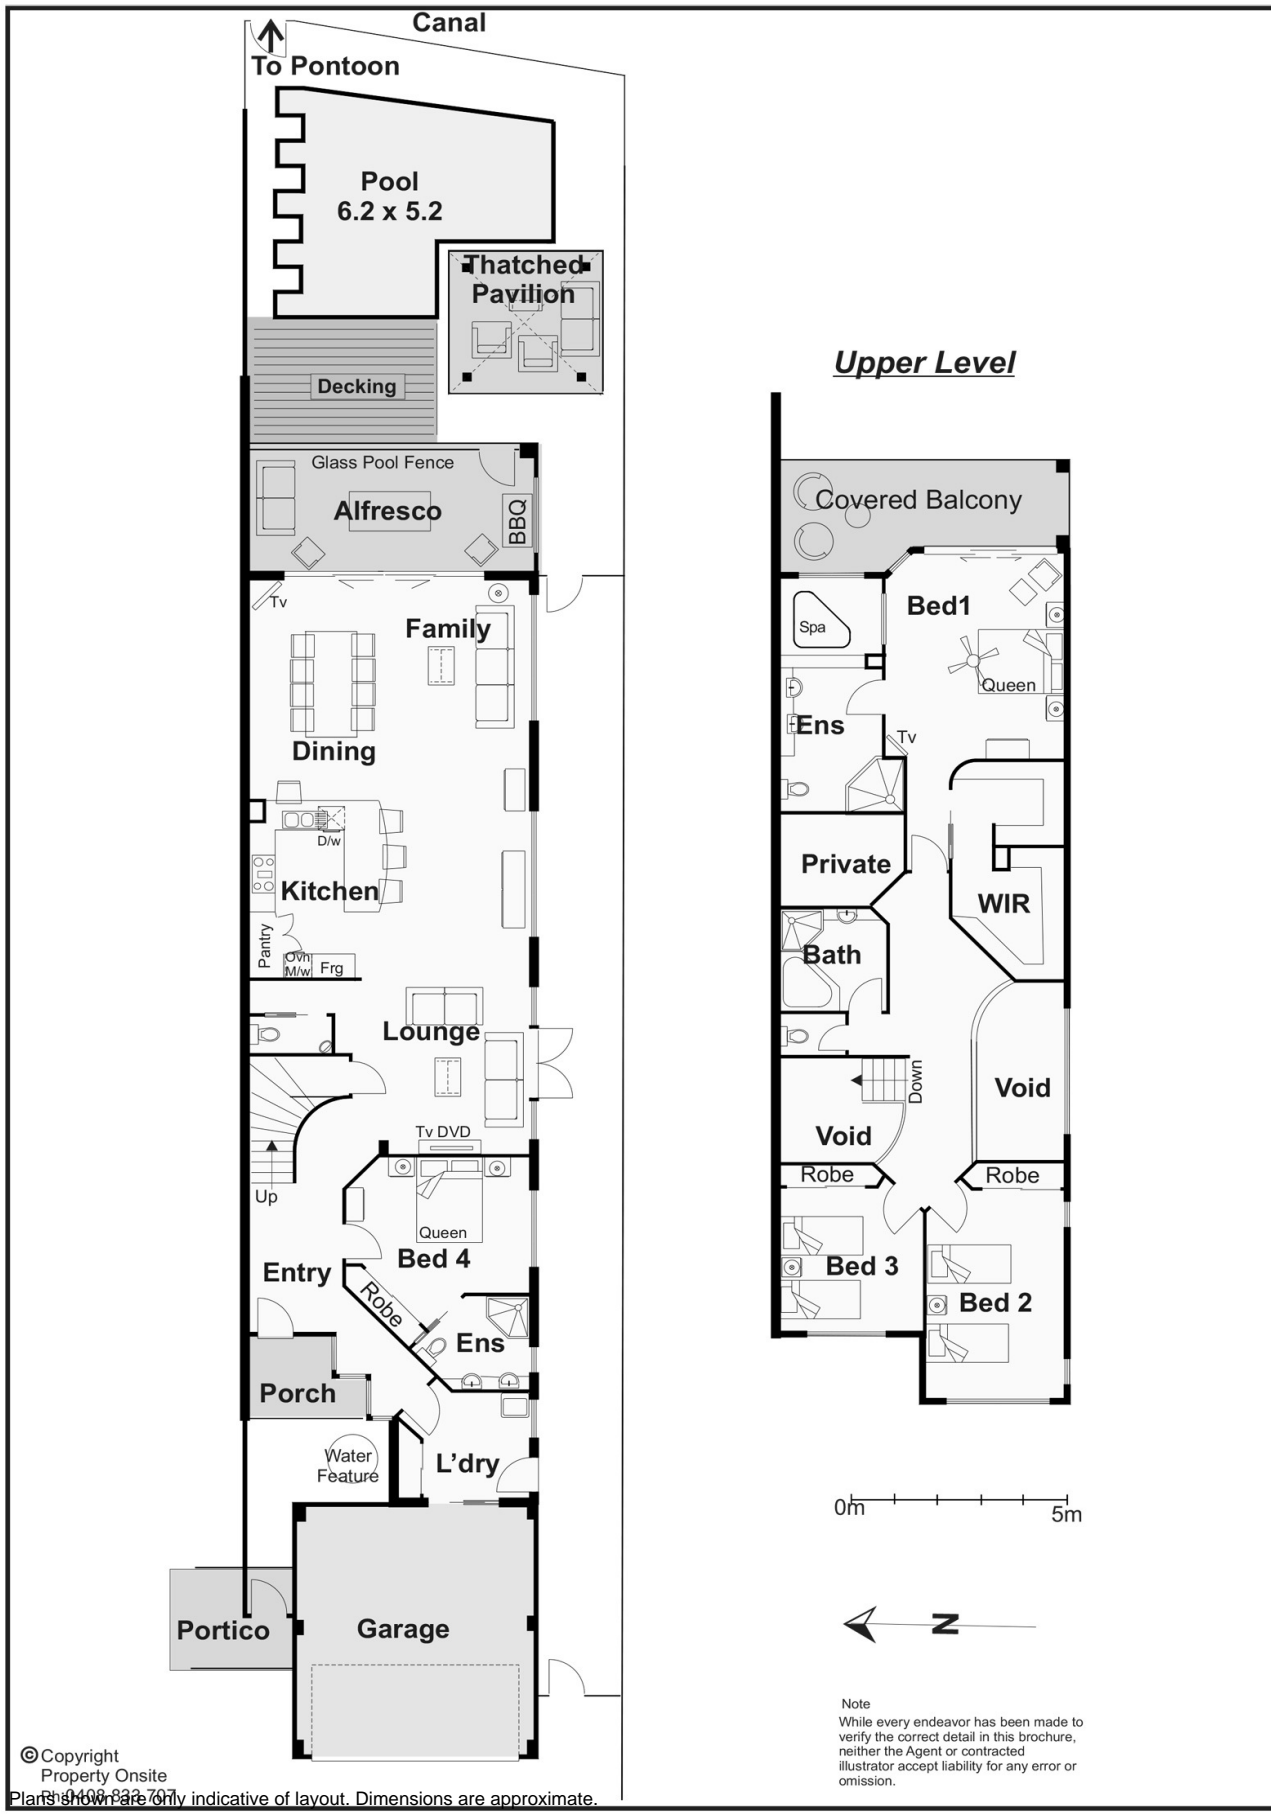 Canal
To Pontoon
Pool
6.2 x 5.2
Thatched
Pavilion
Decking
Glass Pool Fence
Alfresco
BBQ
Tv
Family
Dining
D/w
Kitchen
Pantry
Ovn
M/w
Frg
Lounge
Tv DVD
Up
Queen
Bed 4
Entry
Robe
Ens
Porch
Water
Feature
L'dry
Portico
Garage
Upper Level
Covered Balcony
Bed1
Spa
Queen
Ens
Tv
Private
WIR
Bath
Down
Void
Void
Robe
Robe
Bed 3
Bed 2
0m
5m
N
Note
While every endeavor has been made to
verify the correct detail in this brochure,
neither the Agent or contracted
illustrator accept liability for any error or
omission.
© Copyright
Property Onsite
Ph 0408 833 707
Plans shown are only indicative of layout. Dimensions are approximate.